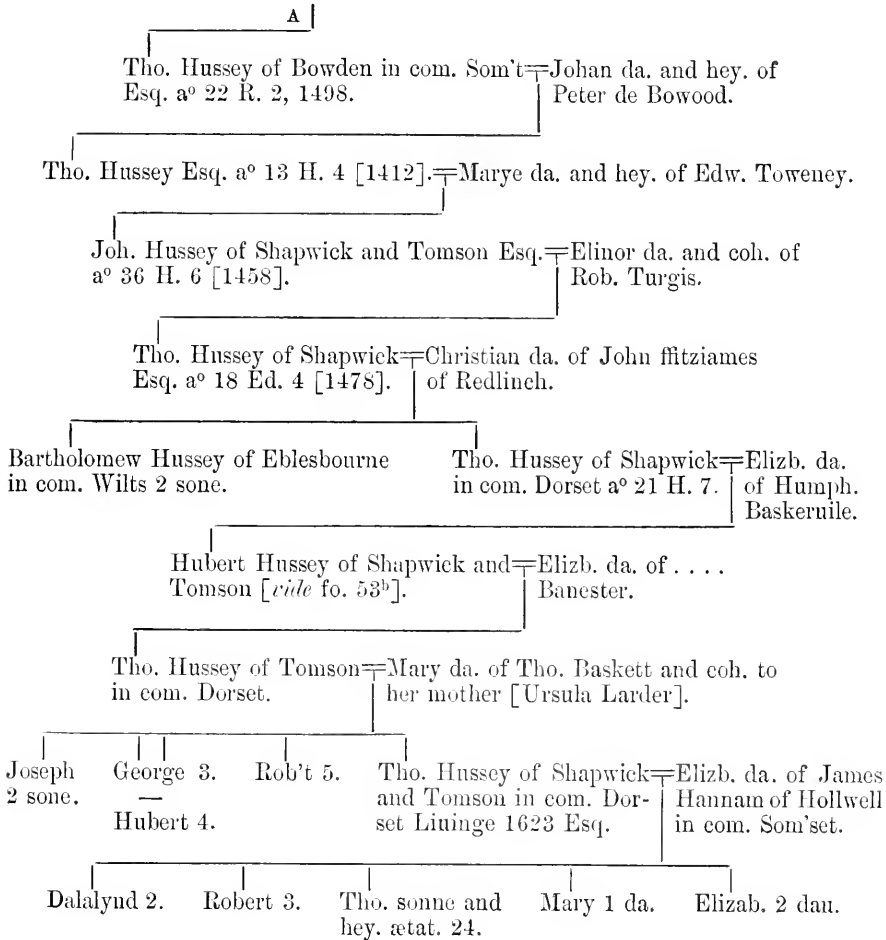 A
Tho. Hussey of Bowden in com. Som't Johan da. and hey. of
Esq. aº 22 R. 2, 1498. Peter de Bowood.
Tho. Hussey Esq. aº 13 H. 4 [1412]. Marye da. and hey. of Edw. Toweney.
Joh. Hussey of Shapwick and Tomson Esq. Elinor da. and coh. of
aº 36 H. 6 [1458]. Rob. Turgis.
Tho. Hussey of Shapwick Christian da. of John ffitziames
Esq. aº 18 Ed. 4 [1478]. of Redlinch.
Bartholomew Hussey of Eblesbourne Tho. Hussey of Shapwick Elizb. da.
in com. Wilts 2 sone. in com. Dorset aº 21 H. 7. of Humph.
Baskeruile.
Hubert Hussey of Shapwick and Elizb. da. of . . . .
Tomson [vide fo. 53ᵇ]. Banester.
Tho. Hussey of Tomson Mary da. of Tho. Baskett and coh. to
in com. Dorset. her mother [Ursula Larder].
Joseph George 3. Rob't 5. Tho. Hussey of Shapwick Elizb. da. of James
2 sone. — and Tomson in com. Dor- Hannam of Hollwell
Hubert 4. set Liuinge 1623 Esq. in com. Som'set.
Dalalynd 2. Robert 3. Tho. sonne and Mary 1 da. Elizab. 2 dau.
hey. ætat. 24.